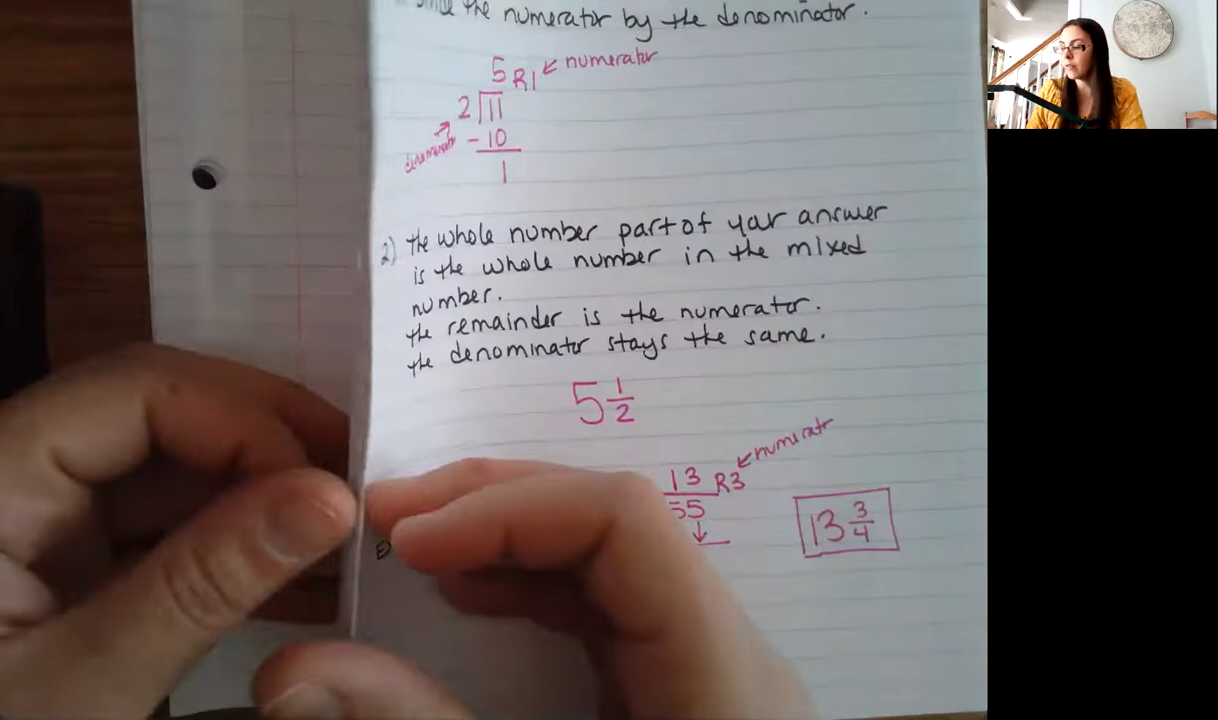 the numerator by the denominator.
5 R1 ← numerator
2 11
denominator
- 10
1
2) the whole number part of your answer
is the whole number in the mixed
number.
the remainder is the numerator.
the denominator stays the same.
5 1/2
13 R3 ← numeratr
55
↓
13 3/4